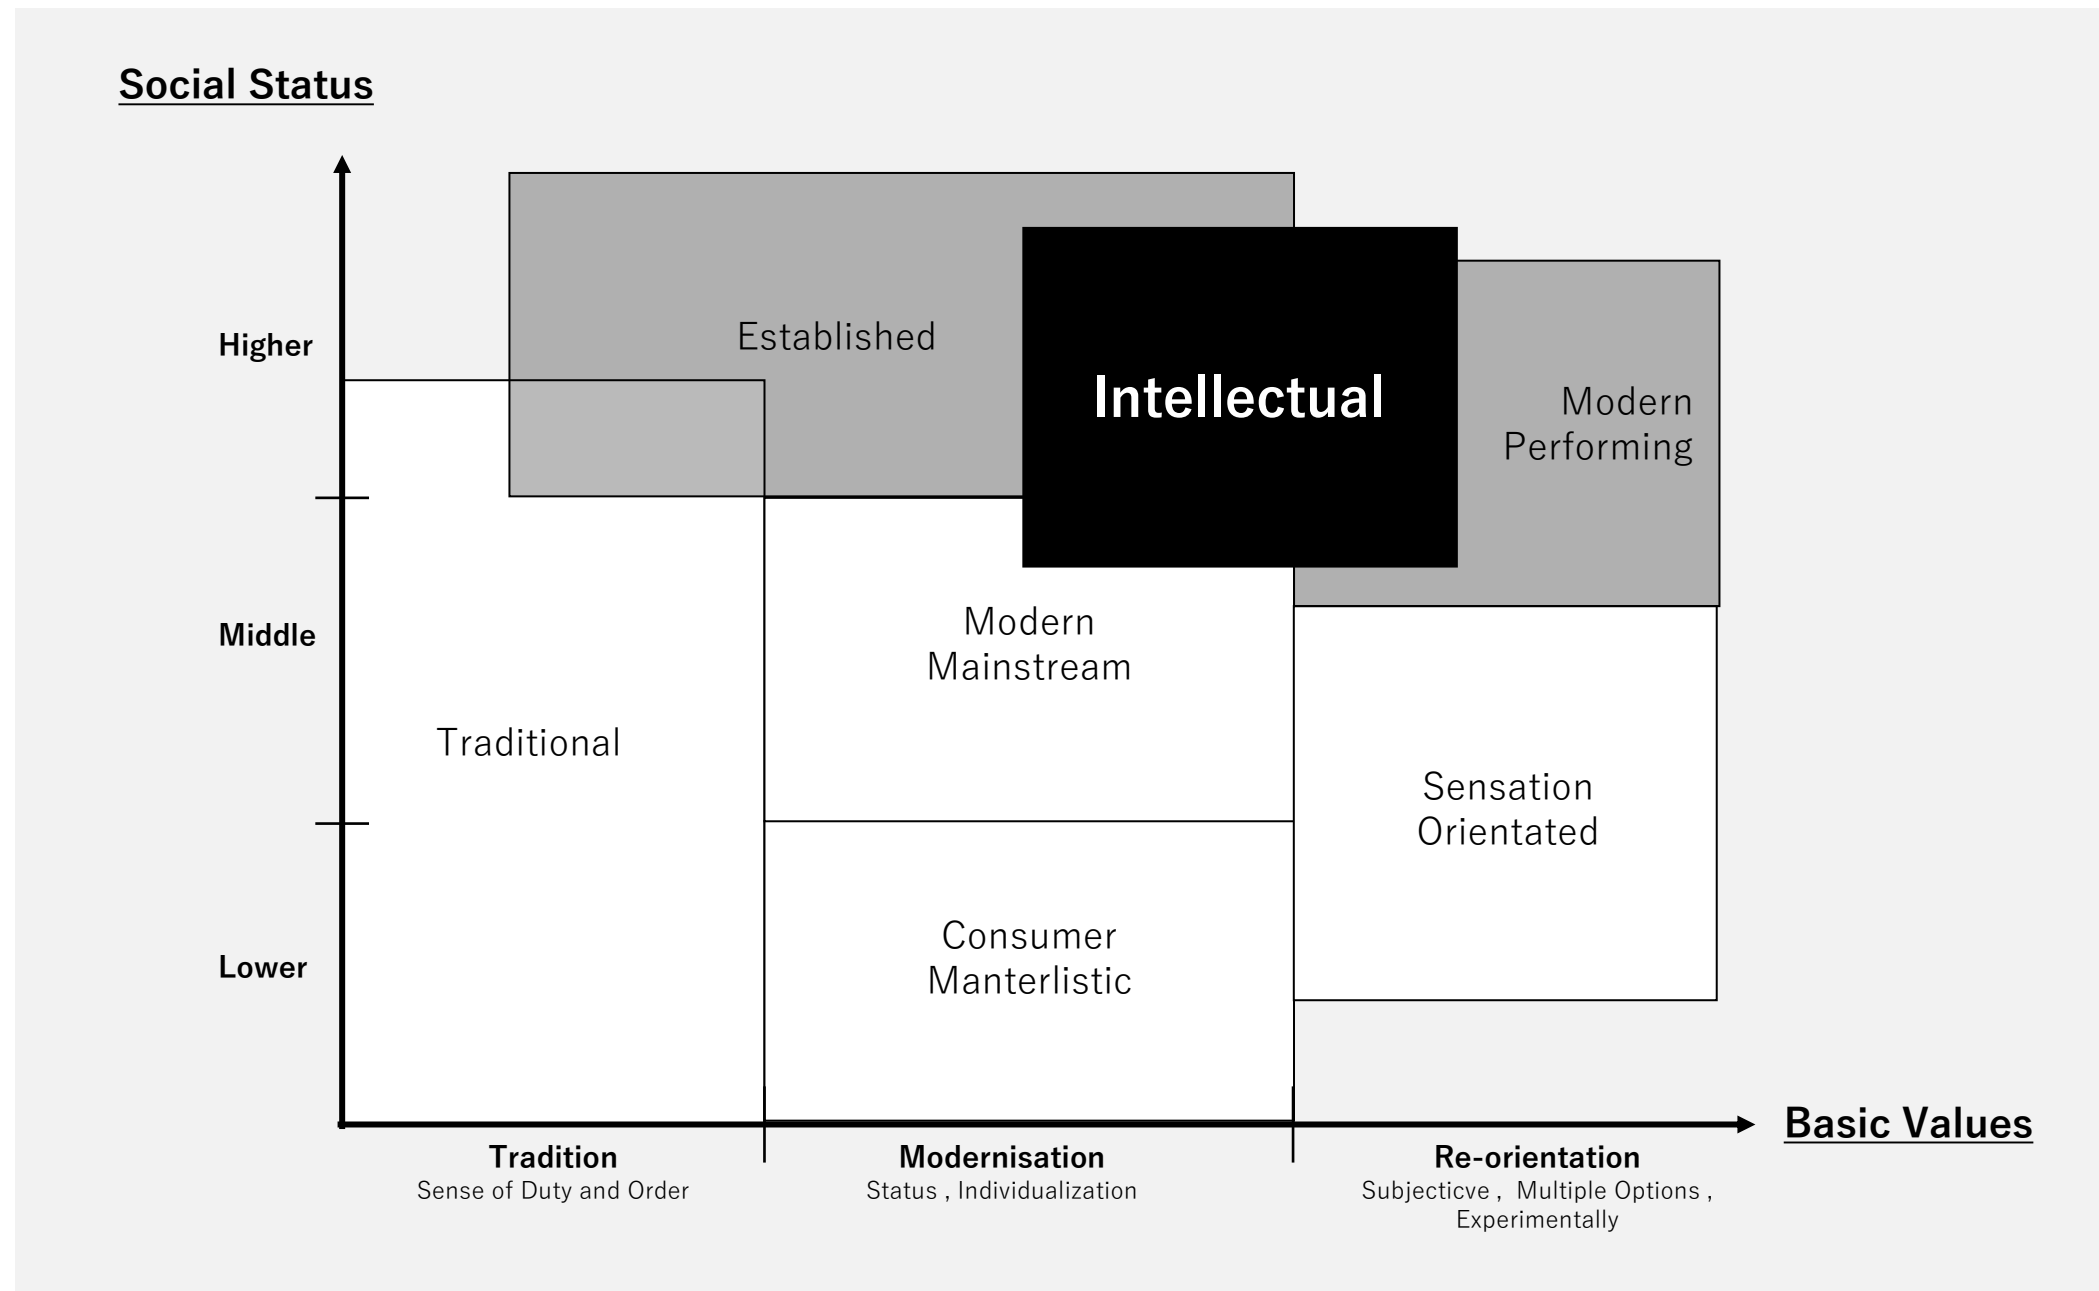 Social Status
Higher
Established
Intellectual
Modern
Performing
Middle
Modern
Mainstream
Traditional
Sensation
Orientated
Consumer
Manterlistic
Lower
Basic Values
Tradition
Sense of Duty and Order
Modernisation
Status , Individualization
Re-orientation
Subjecticve , Multiple Options ,
Experimentally